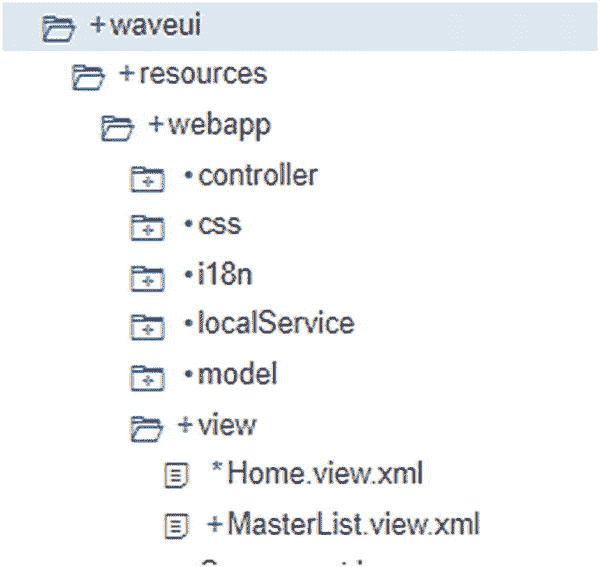 +waveui
+resources
+webapp
•controller
•css
•i18n
•localService
•model
+view
*Home.view.xml
+MasterList.view.xml